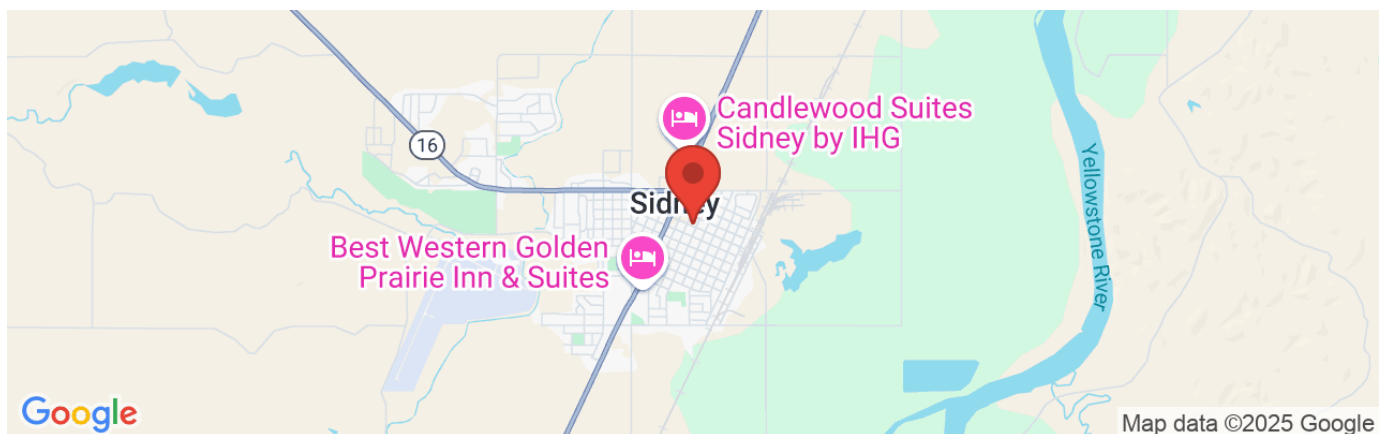 Candlewood Suites
Sidney by IHG
16
Sidney
Best Western Golden
Prairie Inn & Suites
Yellowstone River
Google
Map data ©2025 Google